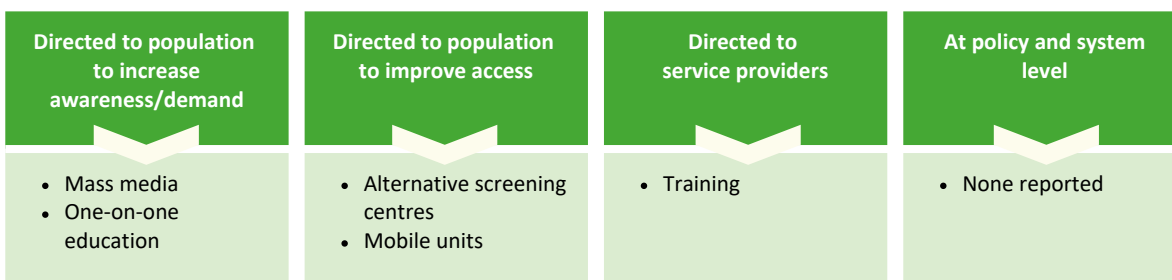 Directed to population
to increase
awareness/demand
• Mass media
• One-on-one
education
Directed to population
to improve access
• Alternative screening
centres
• Mobile units
Directed to
service providers
• Training
At policy and system
level
• None reported